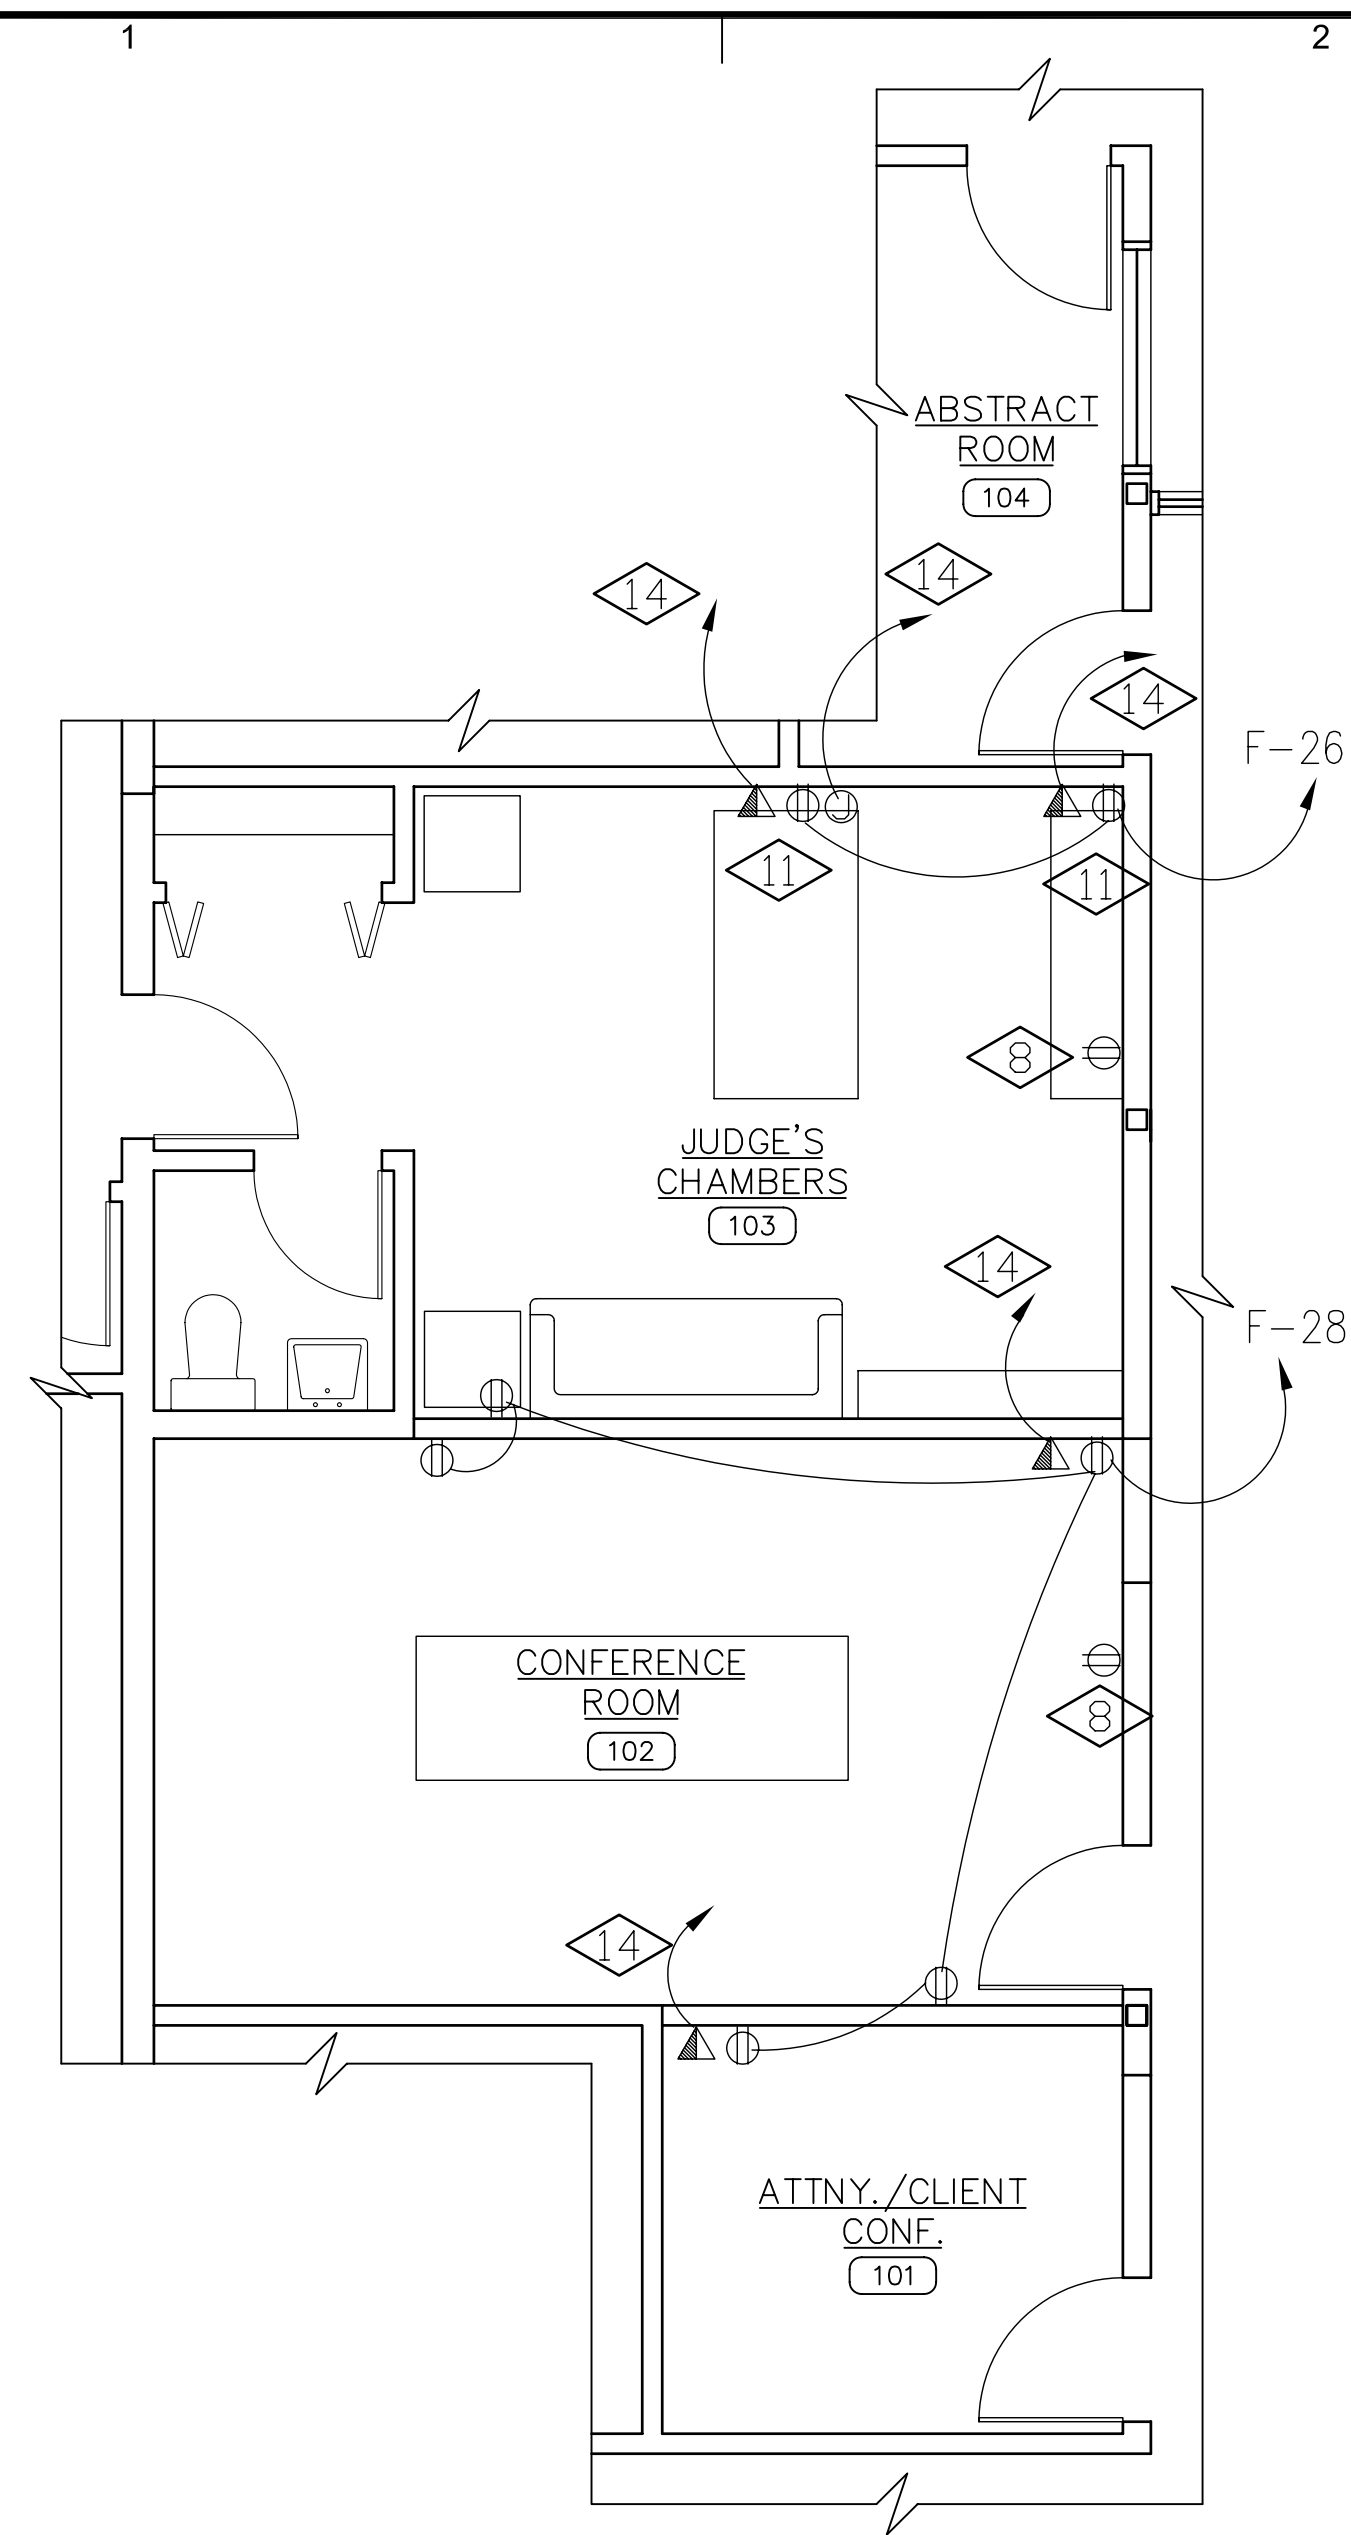 1
2
ABSTRACT
ROOM
104
14
14
14
F-26
11
11
8
JUDGE'S
CHAMBERS
103
14
F-28
CONFERENCE
ROOM
102
8
14
ATTNY./CLIENT
CONF.
101